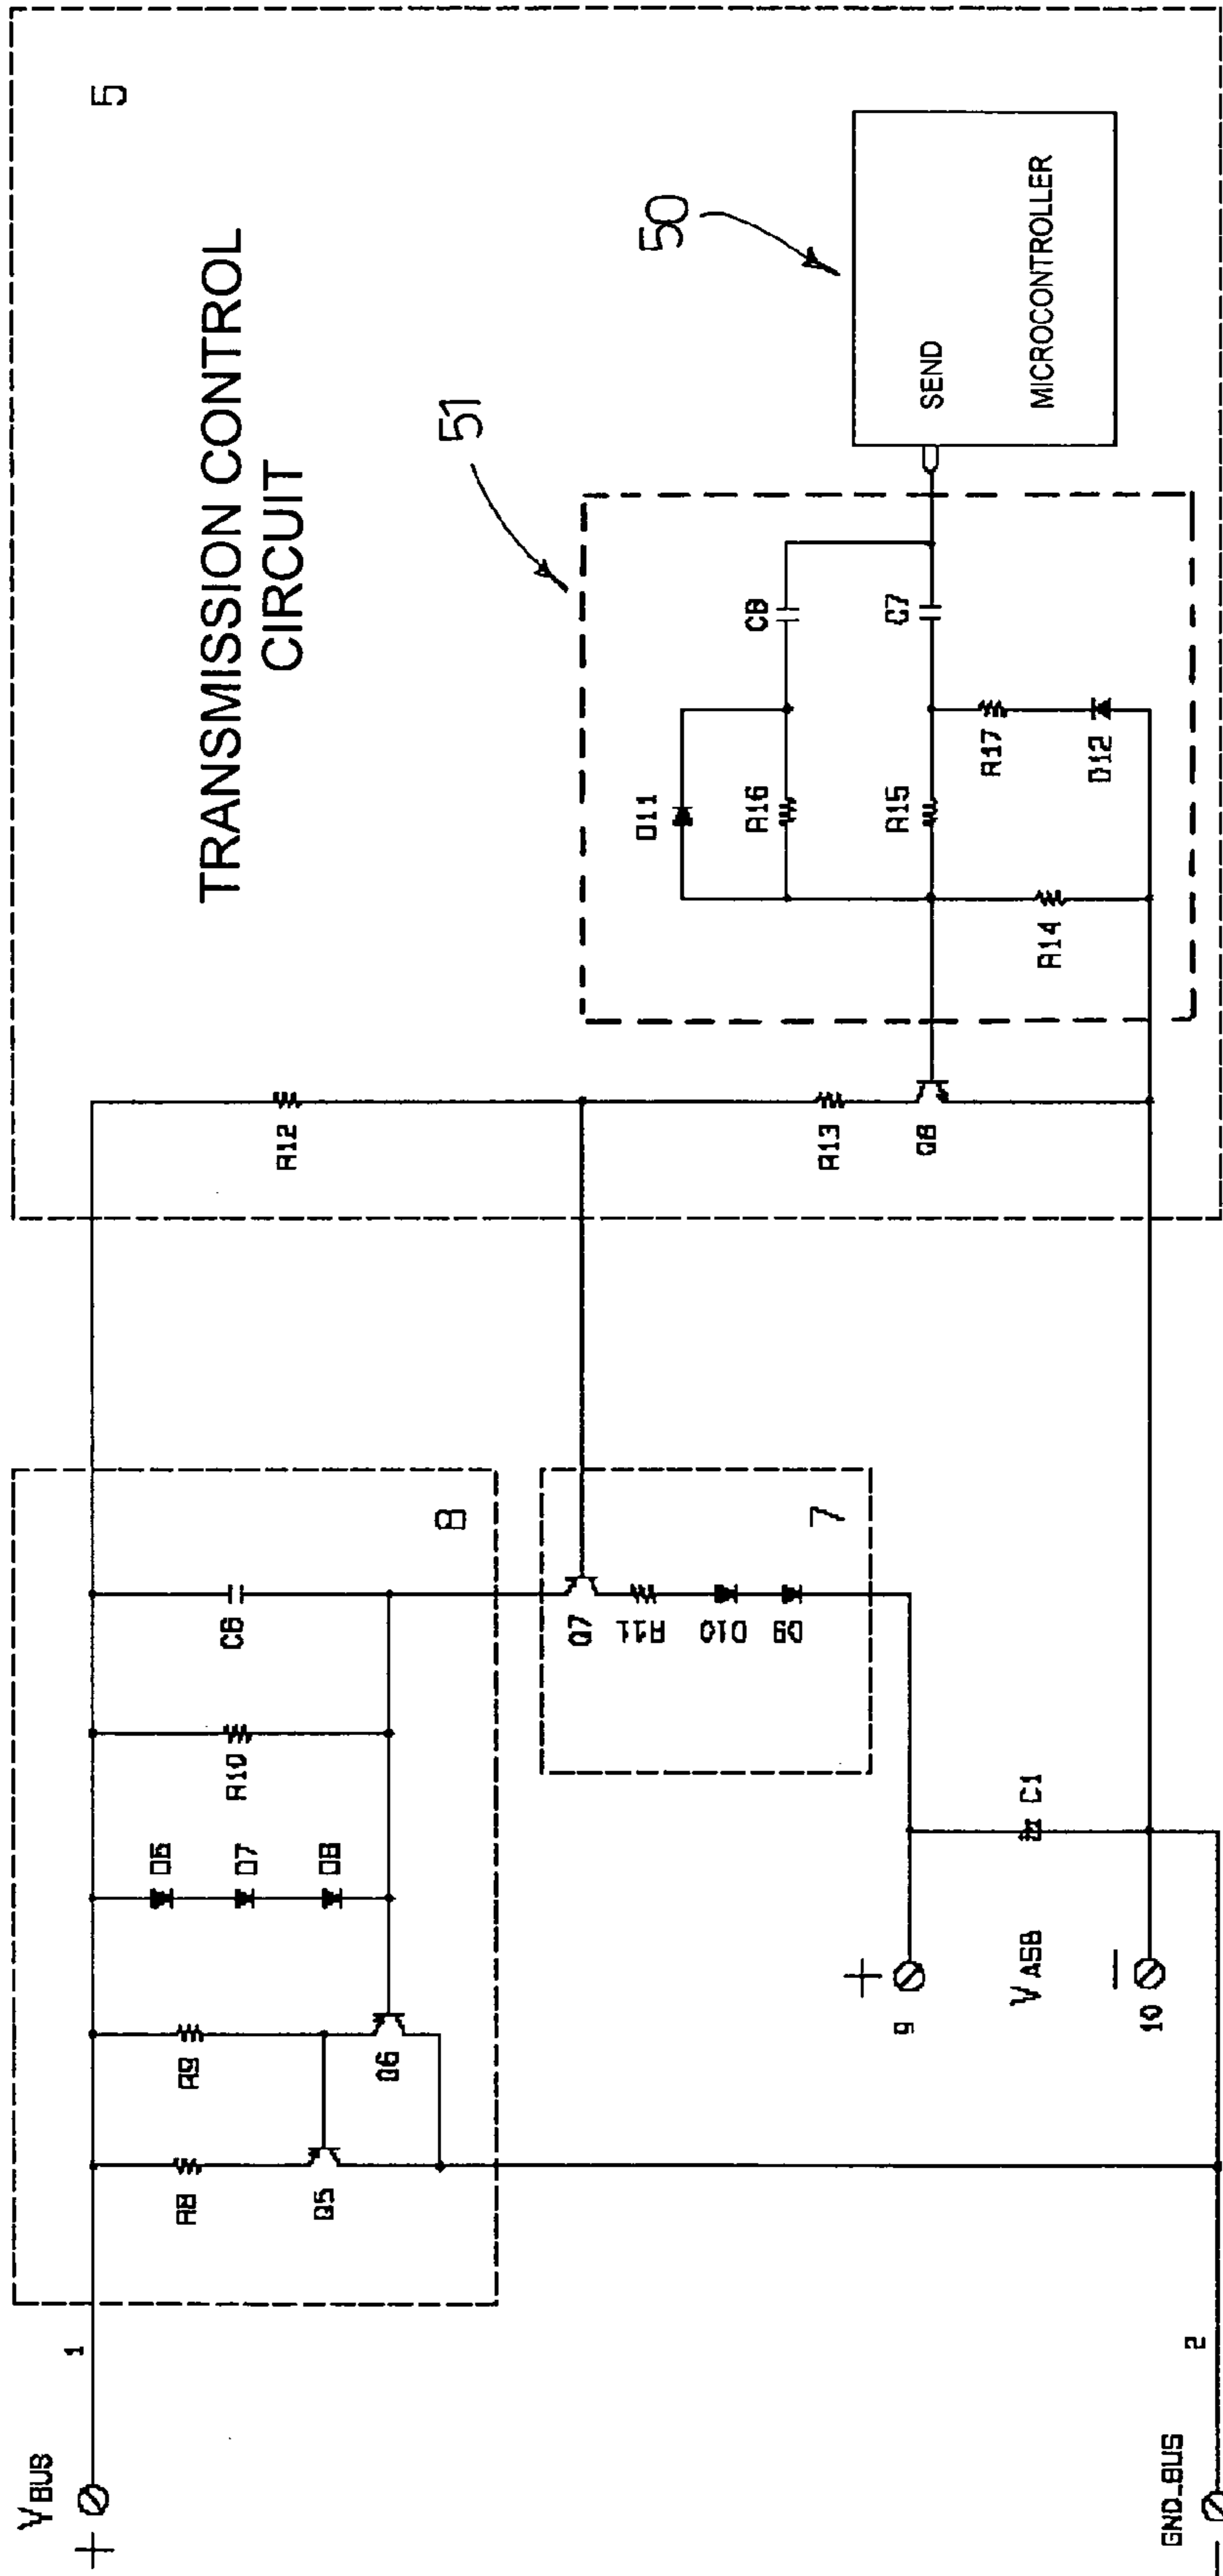 TRANSMISSION CONTROL
CIRCUIT
5
51
50
SEND
MICROCONTROLLER
C8
C7
D11
R16
R15
R17
D12
R14
R12
R13
Q8
8
C6
R10
D6
D7
D8
R9
Q6
R8
Q5
7
Q7
R11
D10
D9
+
9
VASB
C1
10
VBUS
+
1
GND_BUS
2